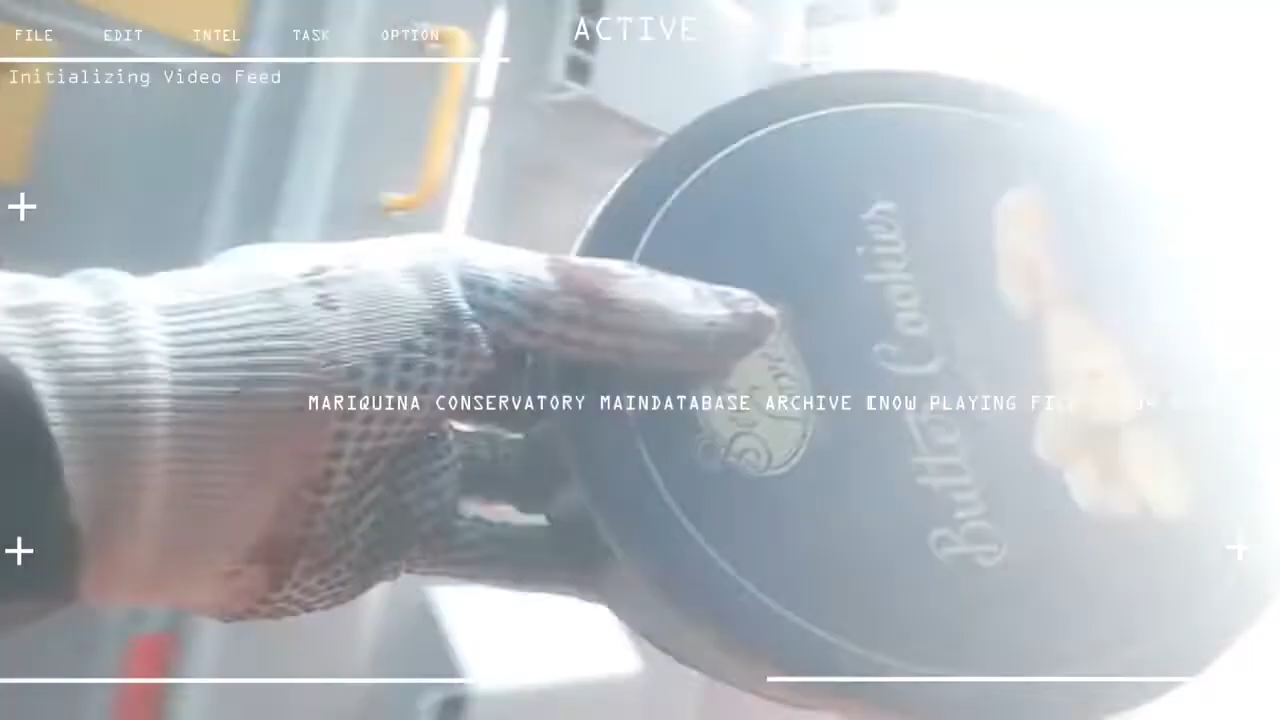 FILE EDIT INTEL TASK OPTION
ACTIVE
Initializing Video Feed
MARIQUINA CONSERVATORY MAINDATABASE ARCHIVE [NOW PLAYING
Butter Cookies